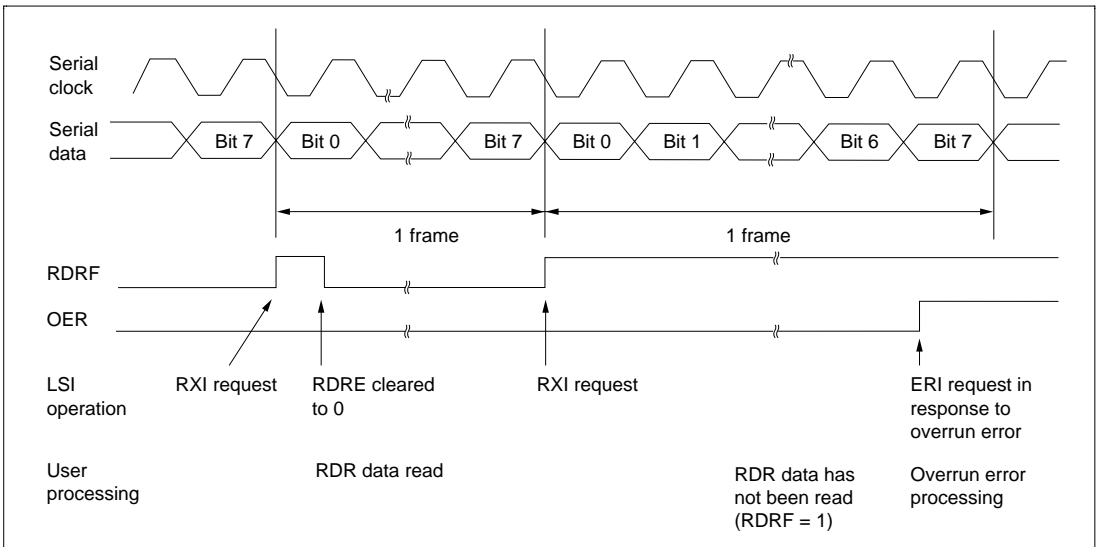 Serial
clock
Serial
data
Bit 7
Bit 0
Bit 7
Bit 0
Bit 1
Bit 6
Bit 7
1 frame
1 frame
RDRF
OER
LSI
operation
RXI request
RDRE cleared
to 0
RXI request
ERI request in
response to
overrun error
User
processing
RDR data read
RDR data has
not been read
(RDRF = 1)
Overrun error
processing